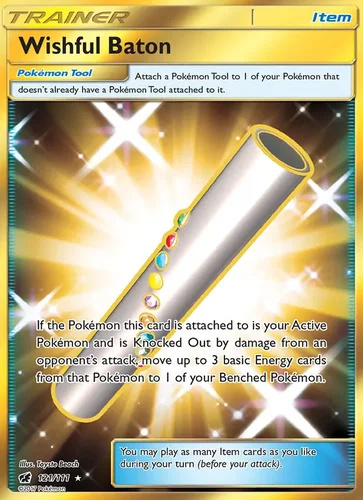 TRAINER Item
Wishful Baton
Pokémon Tool Attach a Pokémon Tool to 1 of your Pokémon that
doesn't already have a Pokémon Tool attached to it.
If the Pokémon this card is attached to is your Active
Pokémon and is Knocked Out by damage from an
opponent's attack, move up to 3 basic Energy cards
from that Pokémon to 1 of your Benched Pokémon.
You may play as many Item cards as you like
during your turn (before your attack).
Illus. Toyste Beach
121/111
©2017 Pokémon